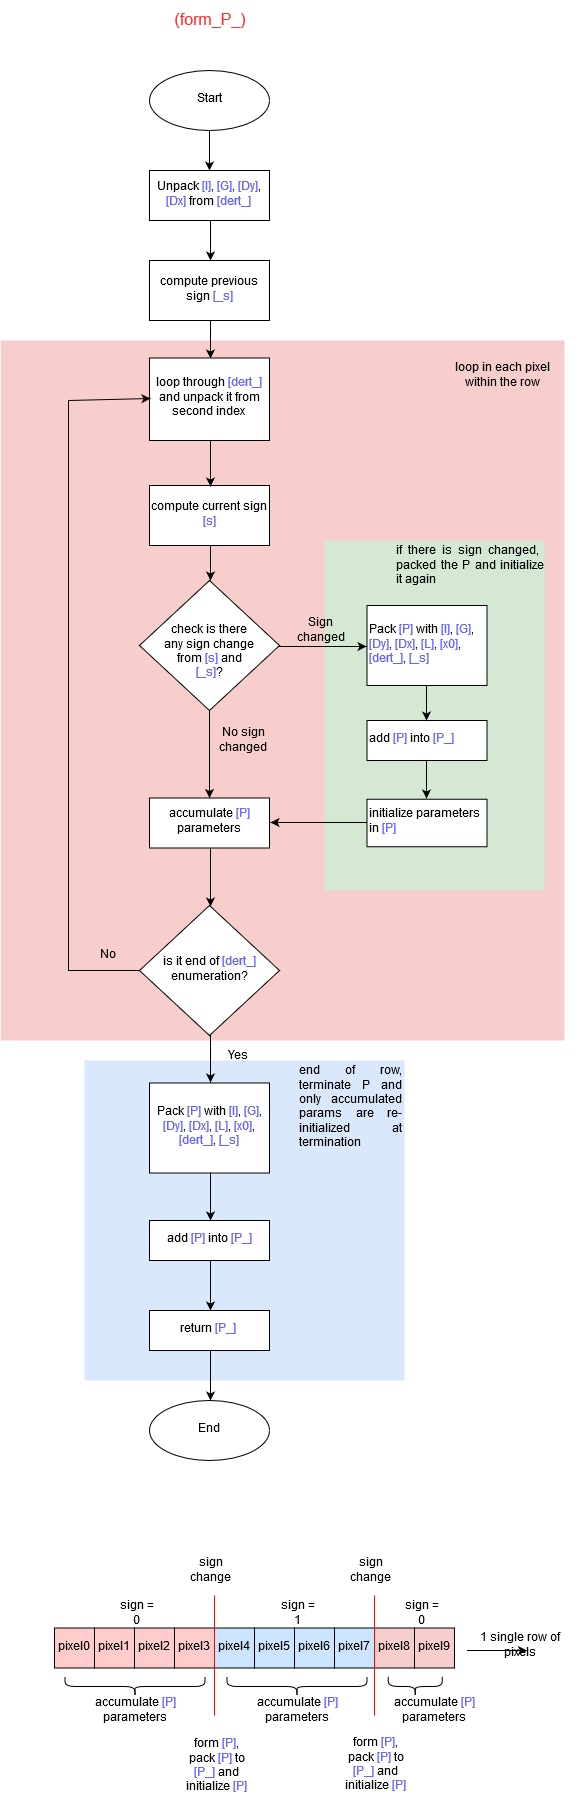 (form_P_)
Start
Unpack [I], [G], [Dy],
[Dx] from [dert_]
compute previous
sign [_s]
loop in each pixel
within the row
loop through [dert_]
and unpack it from
second index
compute current sign
[s]
if there is sign changed,
packed the P and initialize
it again
check is there
any sign change
from [s] and
[_s]?
Sign
changed
Pack [P] with [I], [G],
[Dy], [Dx], [L], [x0],
[dert_], [_s]
No sign
changed
add [P] into [P_]
accumulate [P]
parameters
initialize parameters
in [P]
is it end of [dert_]
enumeration?
No
Yes
end of row,
terminate P and
only accumulated
params are re-
initialized at
termination
Pack [P] with [I], [G],
[Dy], [Dx], [L], [x0],
[dert_], [_s]
add [P] into [P_]
return [P_]
End
sign
change
sign
change
sign =
0
sign =
1
sign =
0
pixel0 pixel1 pixel2 pixel3 pixel4 pixel5 pixel6 pixel7 pixel8 pixel9
1 single row of
pixels
accumulate [P]
parameters
accumulate [P]
parameters
accumulate [P]
parameters
form [P],
pack [P] to
[P_] and
initialize [P]
form [P],
pack [P] to
[P_] and
initialize [P]